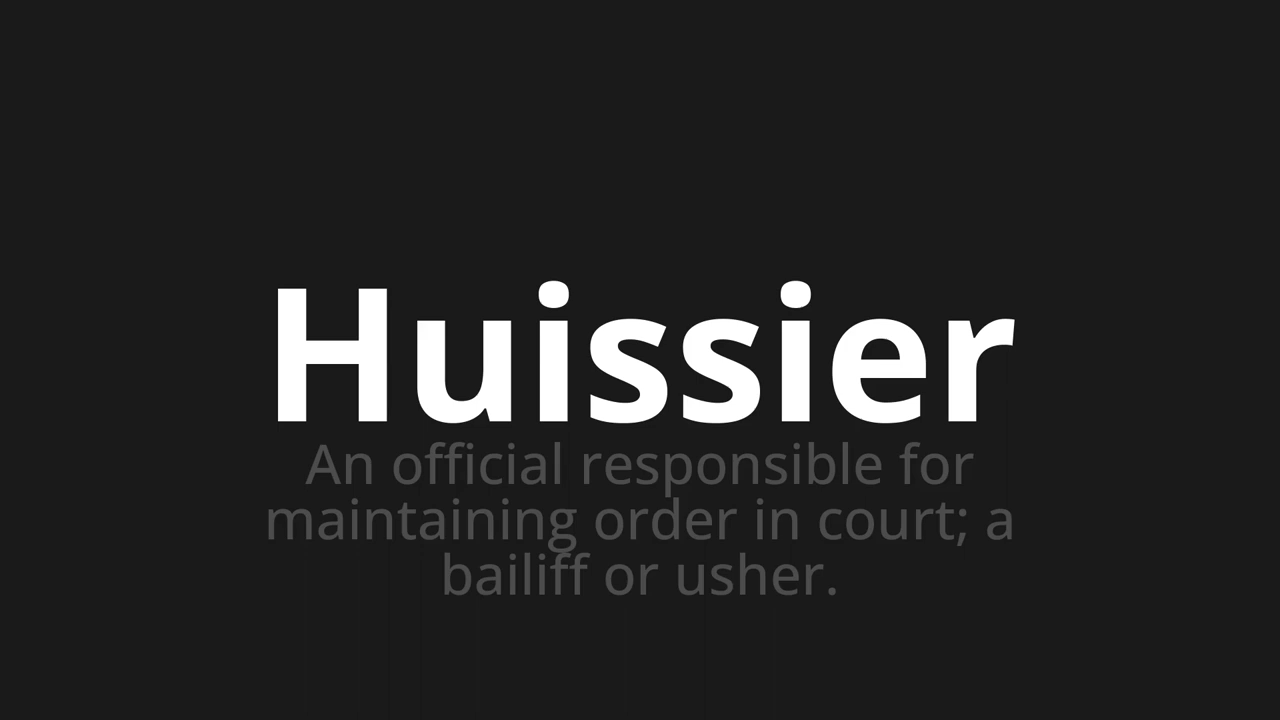 Huissier
An official responsible for
maintaining order in court; a
bailiff or usher.